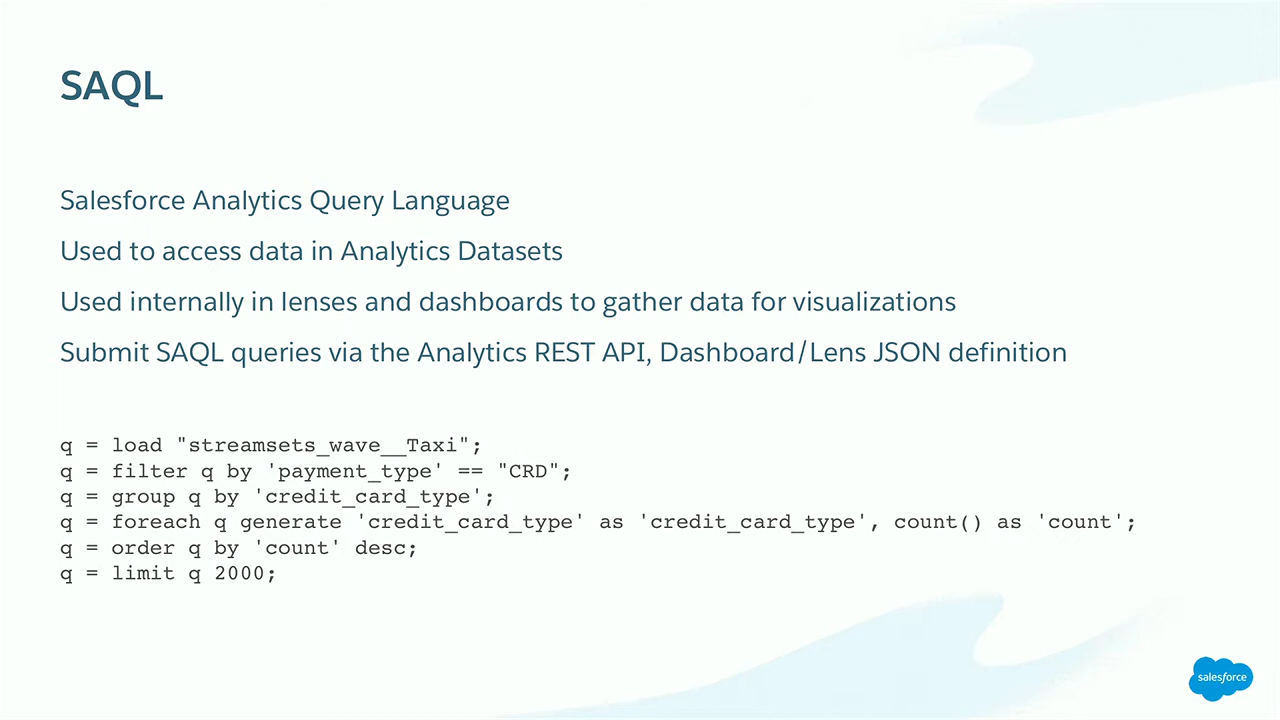 SAQL
Salesforce Analytics Query Language
Used to access data in Analytics Datasets
Used internally in lenses and dashboards to gather data for visualizations
Submit SAQL queries via the Analytics REST API, Dashboard/Lens JSON definition
q = load "streamsets_wave__Taxi";
q = filter q by 'payment_type' == "CRD";
q = group q by 'credit_card_type';
q = foreach q generate 'credit_card_type' as 'credit_card_type', count() as 'count';
q = order q by 'count' desc;
q = limit q 2000;
salesforce